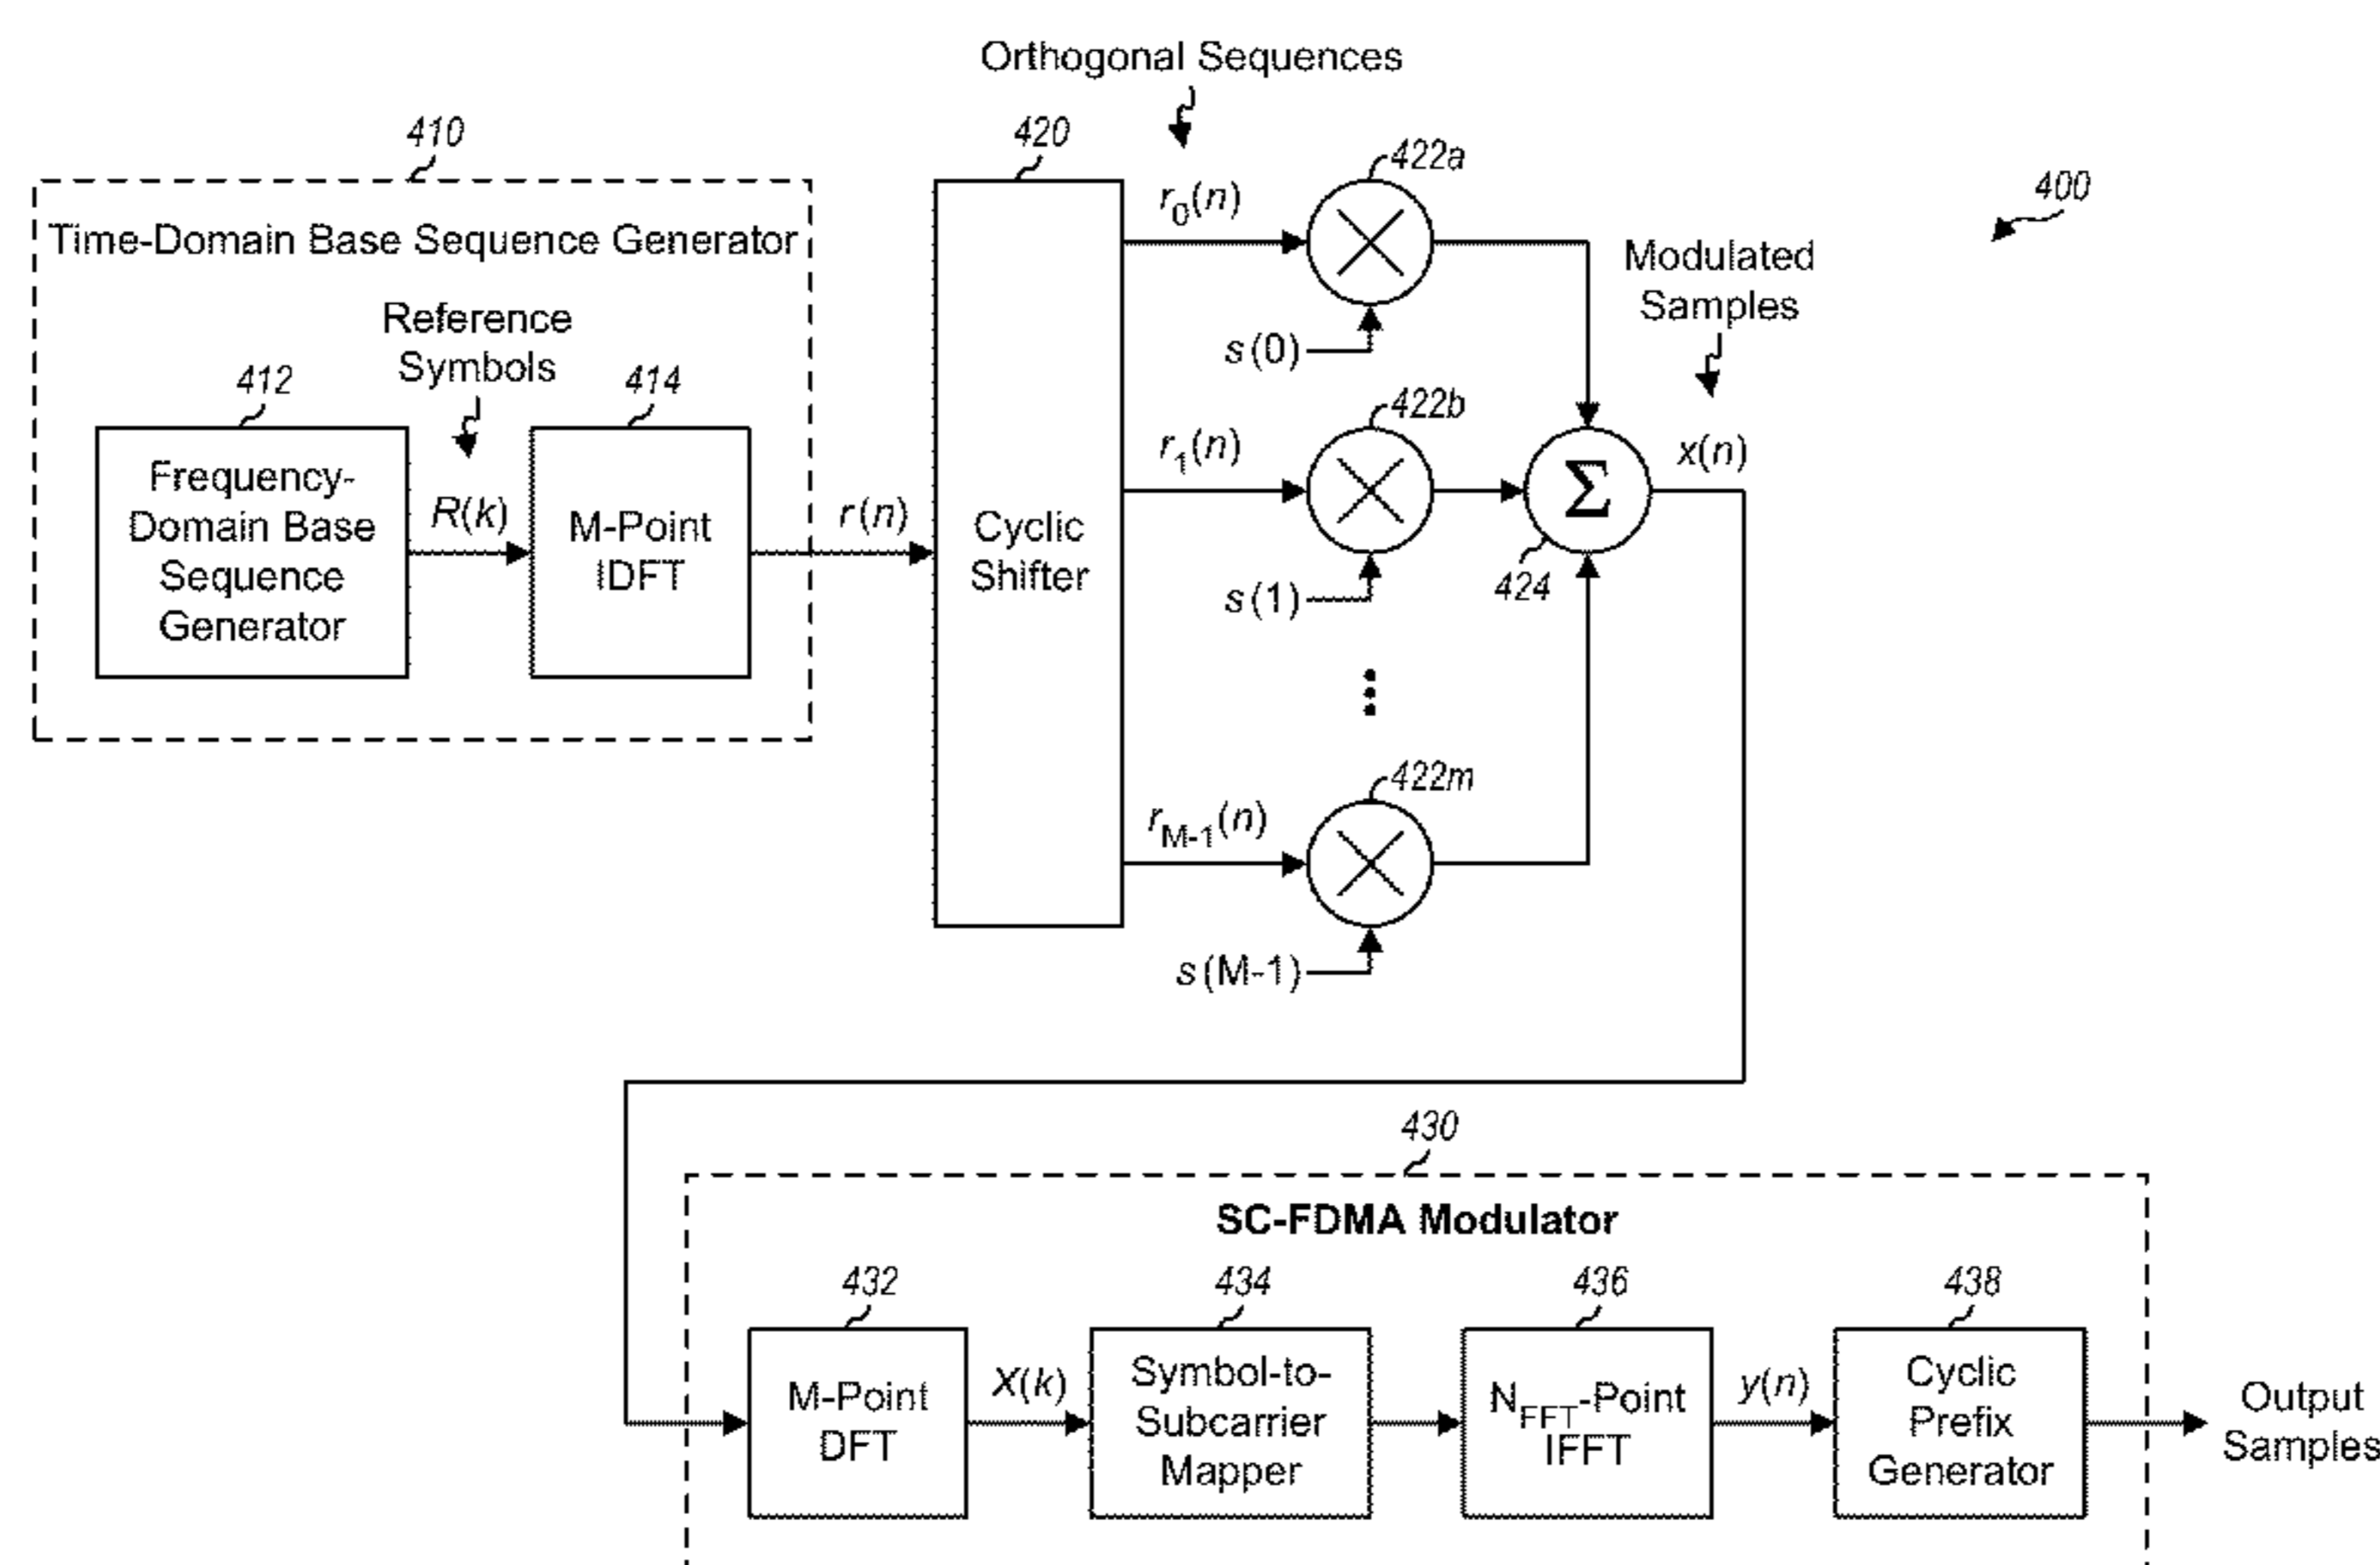 Orthogonal Sequences
410
420
422a
400
Time-Domain Base Sequence Generator
r0(n)
Modulated
Samples
Reference
Symbols
s(0)
412
414
422b
Frequency-
Domain Base
Sequence
Generator
R(k)
M-Point
IDFT
r(n)
Cyclic
Shifter
r1(n)
Σ
x(n)
s(1)
424
422m
rM-1(n)
s(M-1)
430
SC-FDMA Modulator
432
434
436
438
M-Point
DFT
X(k)
Symbol-to-
Subcarrier
Mapper
NFFT-Point
IFFT
y(n)
Cyclic
Prefix
Generator
Output
Samples